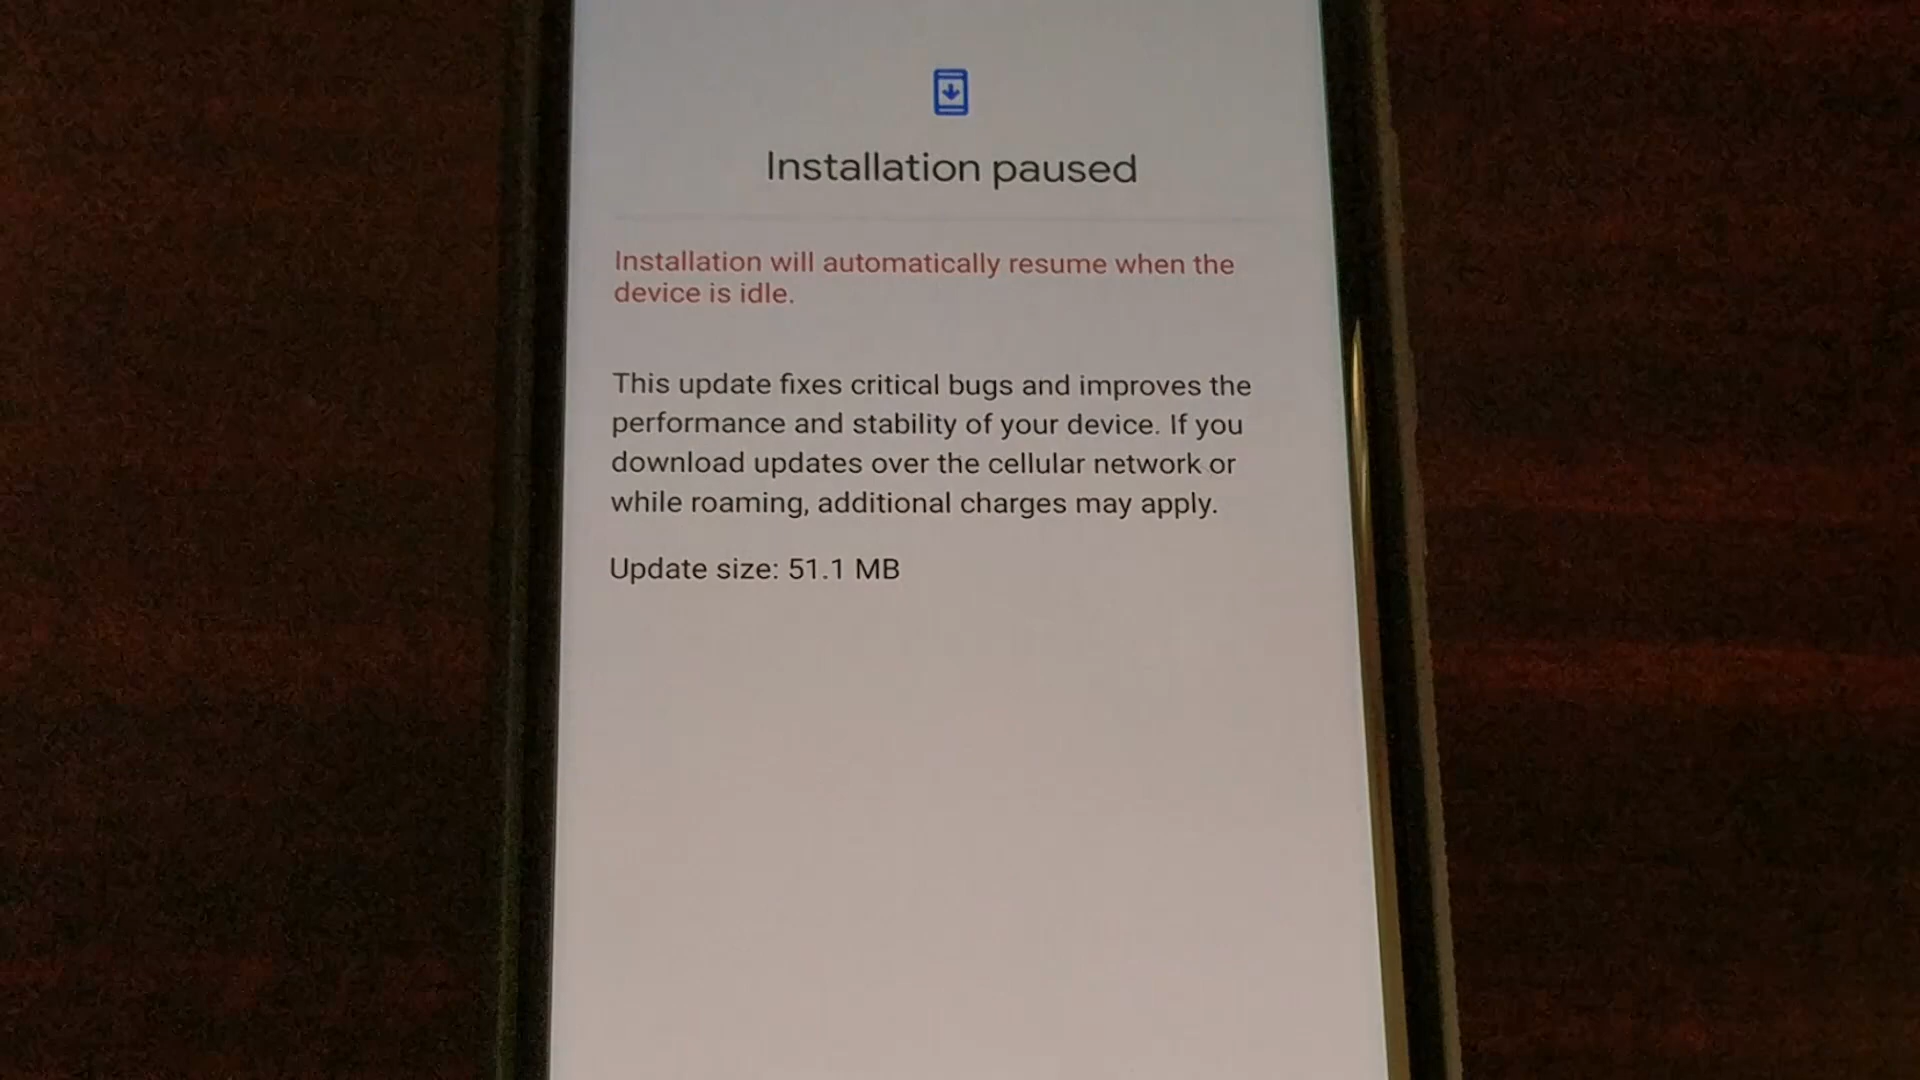 Installation paused
Installation will automatically resume when the
device is idle.
This update fixes critical bugs and improves the
performance and stability of your device. If you
download updates over the cellular network or
while roaming, additional charges may apply.
Update size: 51.1 MB